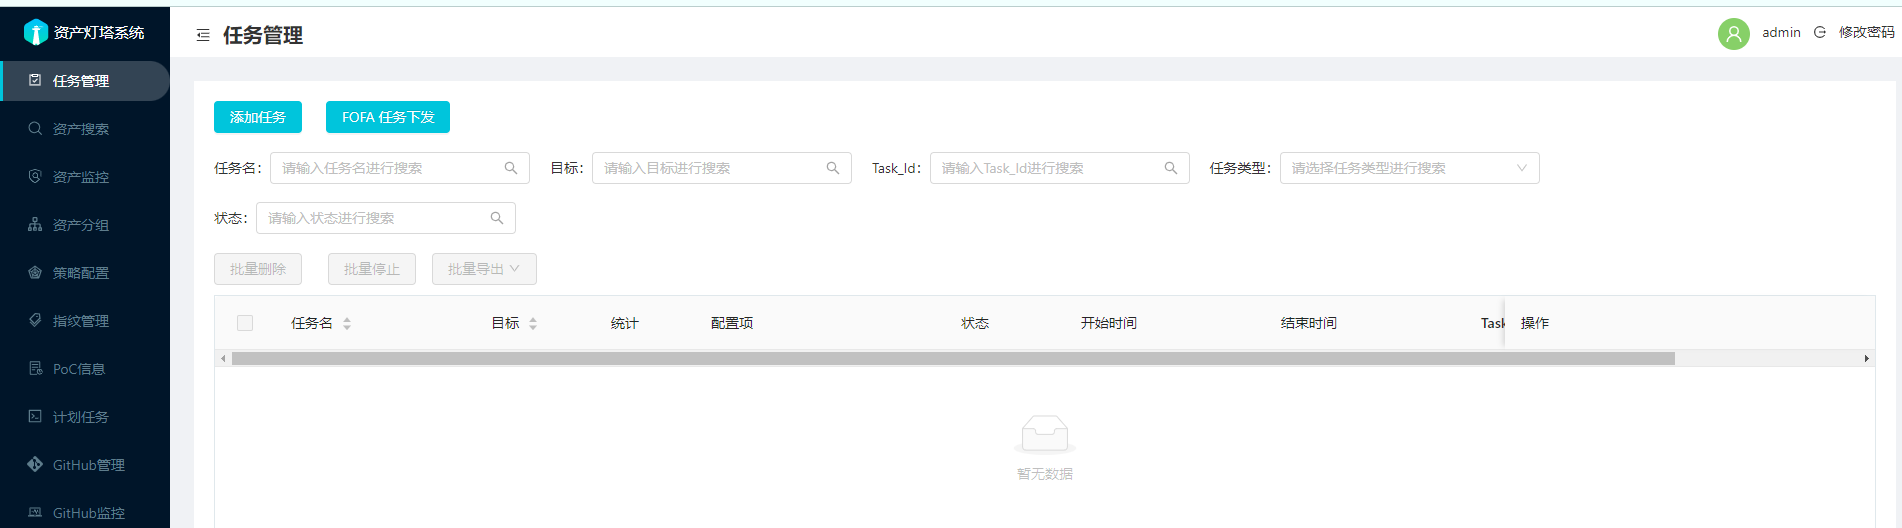 资产灯塔系统
任务管理
资产搜索
资产监控
资产分组
策略配置
指纹管理
PoC信息
计划任务
GitHub管理
GitHub监控
任务管理
admin 修改密码
添加任务 FOFA 任务下发
任务名: 请输入任务名进行搜索 目标: 请输入目标进行搜索 Task_Id: 请输入Task_Id进行搜索 任务类型: 请选择任务类型进行搜索
状态: 请输入状态进行搜索
批量删除 批量停止 批量导出
任务名 目标 统计 配置项 状态 开始时间 结束时间 Task 操作
暂无数据